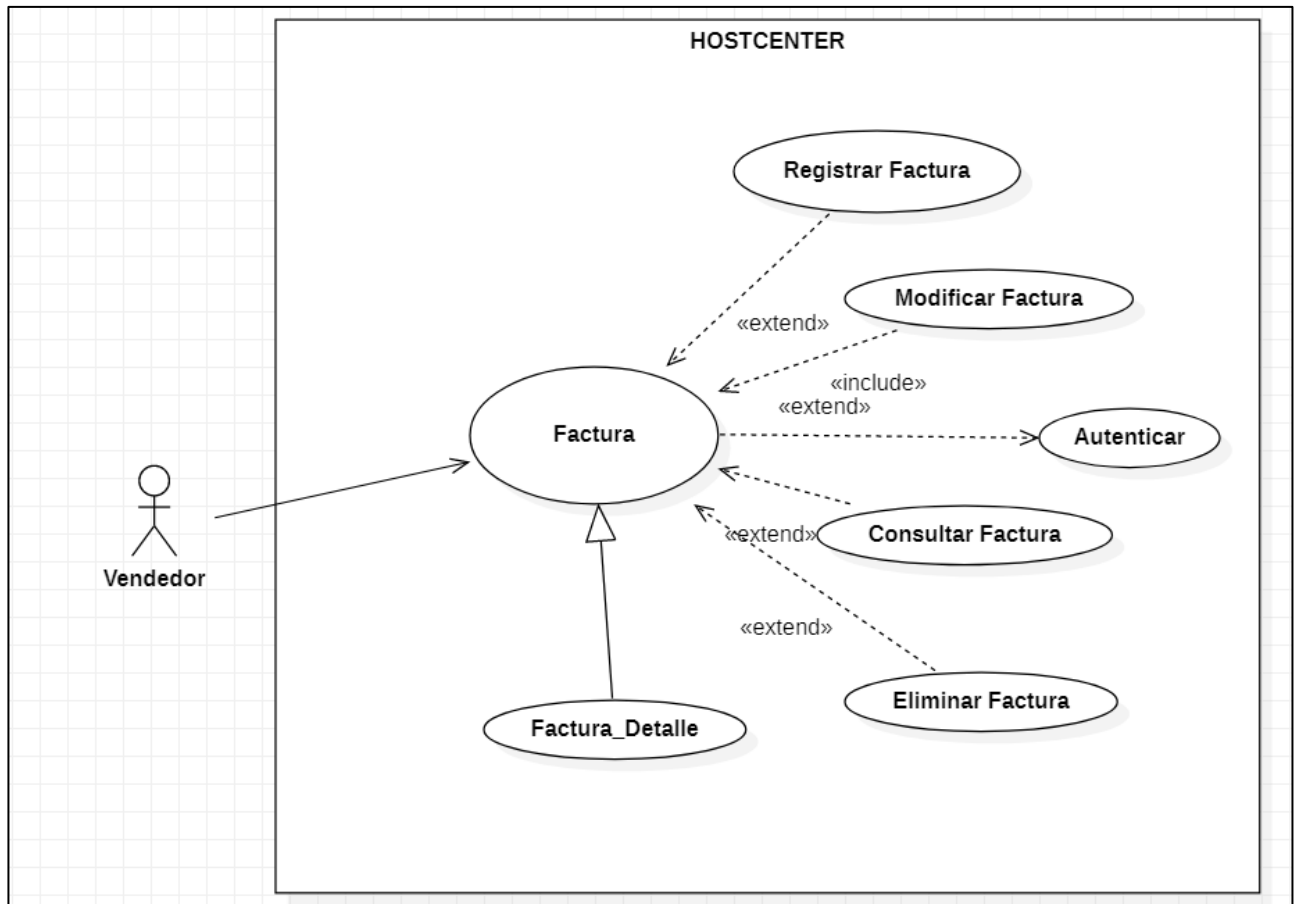 HOSTCENTER
Registrar Factura
Modificar Factura
«extend»
«include»
«extend»
Factura
Autenticar
Consultar Factura
«extend»
Vendedor
«extend»
Eliminar Factura
Factura_Detalle